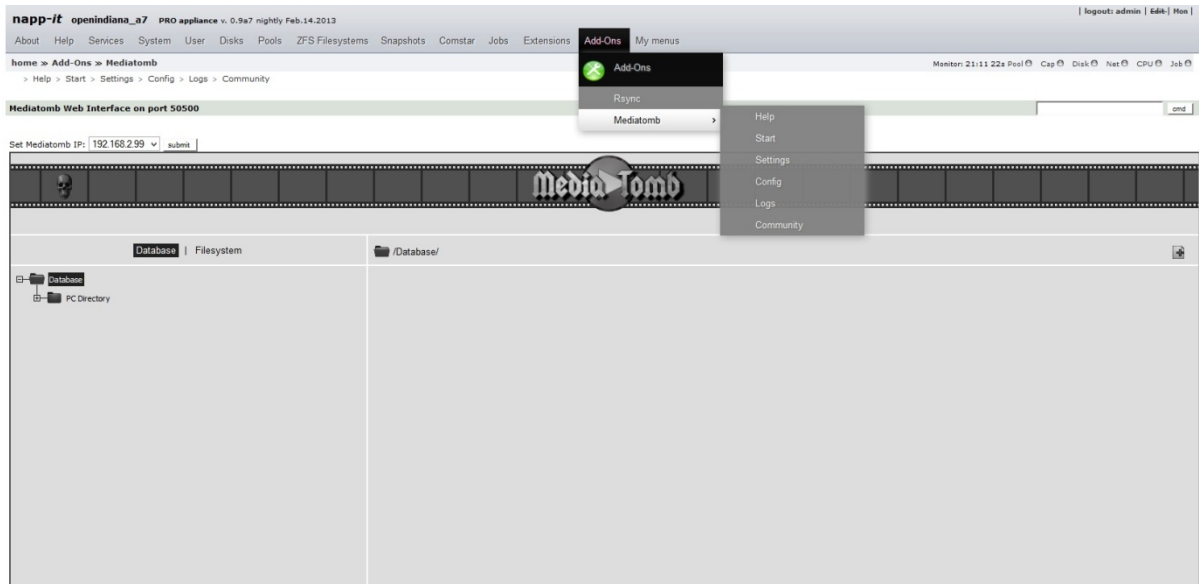 napp-it openindiana_a7 PRO appliance v. 0.9a7 nightly Feb.14.2013
| logout: admin | Edit | Mon |
About Help Services System User Disks Pools ZFS Filesystems Snapshots Comstar Jobs Extensions Add-Ons My menus
home » Add-Ons » Mediatomb
Monitor: 21:11 22s Pool Cap Disk Net CPU Job
> Help > Start > Settings > Config > Logs > Community
Add-Ons
Rsync
Mediatomb >
Help
Start
Settings
Config
Logs
Community
Mediatomb Web Interface on port 50500
cmd
Set Mediatomb IP: 192.168.2.99 submit
MediaTomb
Database | Filesystem
/Database/
Database
PC Directory